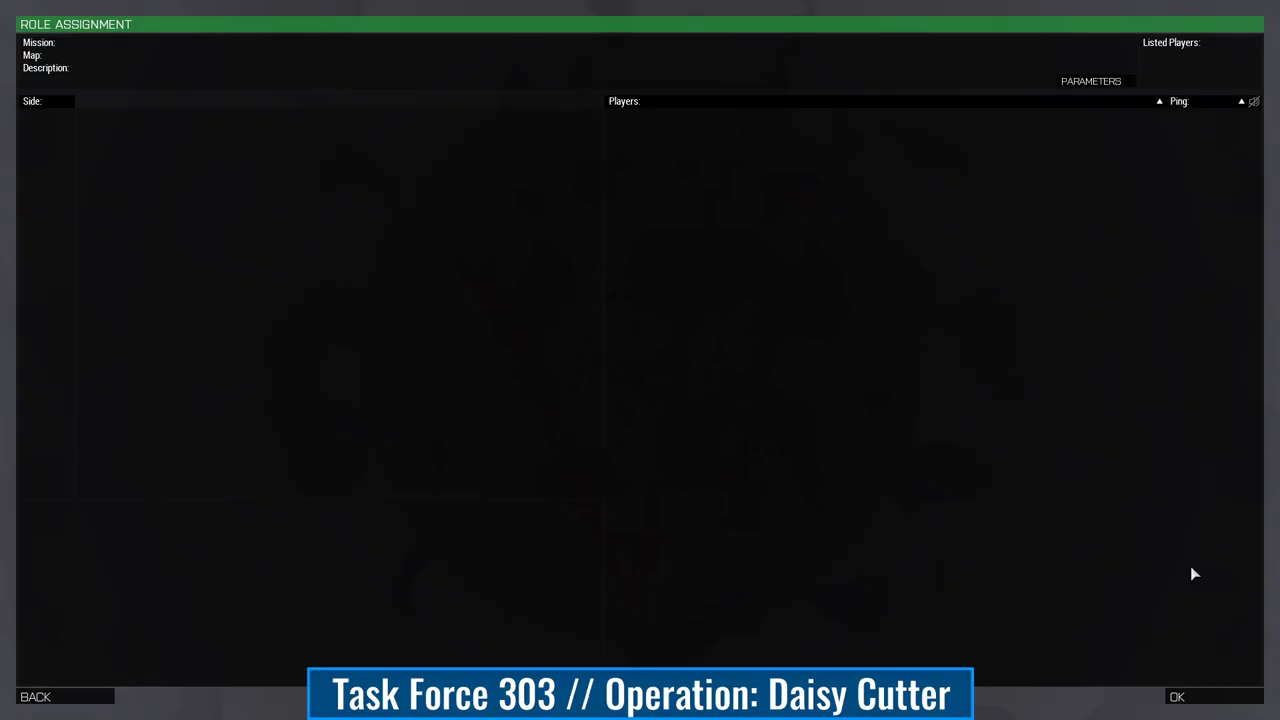 ROLE ASSIGNMENT
Mission:
Map:
Description:
Listed Players:
PARAMETERS
Side:
Players:
Ping:
BACK
OK
Task Force 303 // Operation: Daisy Cutter